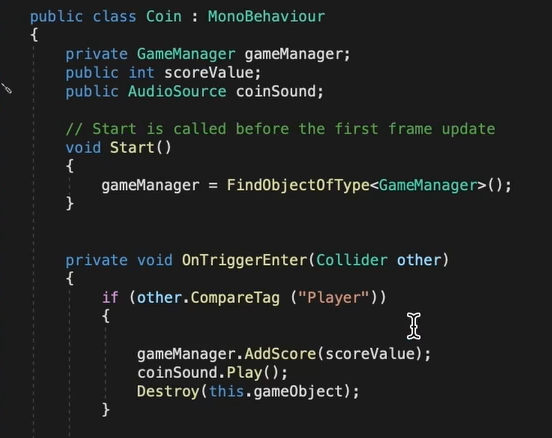 public class Coin : MonoBehaviour
{
private GameManager gameManager;
public int scoreValue;
public AudioSource coinSound;
// Start is called before the first frame update
void Start()
{
gameManager = FindObjectOfType<GameManager>();
}
private void OnTriggerEnter(Collider other)
{
if (other.CompareTag ("Player"))
{
gameManager.AddScore(scoreValue);
coinSound.Play();
Destroy(this.gameObject);
}